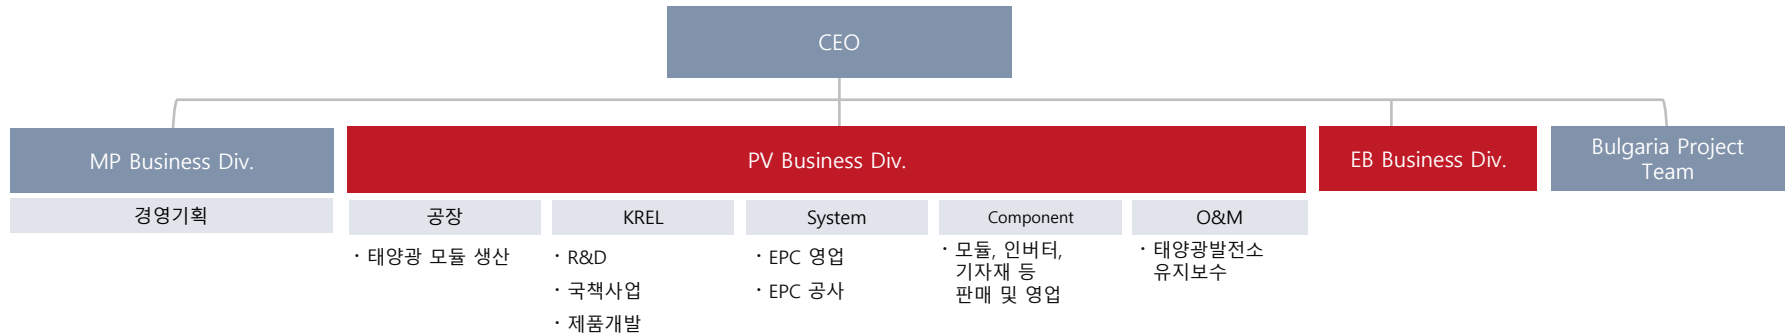 CEO
MP Business Div.
PV Business Div.
EB Business Div.
Bulgaria Project
Team
경영기획
공장
KREL
System
Component
O&M
· 태양광 모듈 생산
· R&D
· 국책사업
· 제품개발
· EPC 영업
· EPC 공사
· 모듈, 인버터,
기자재 등
판매 및 영업
· 태양광발전소
유지보수